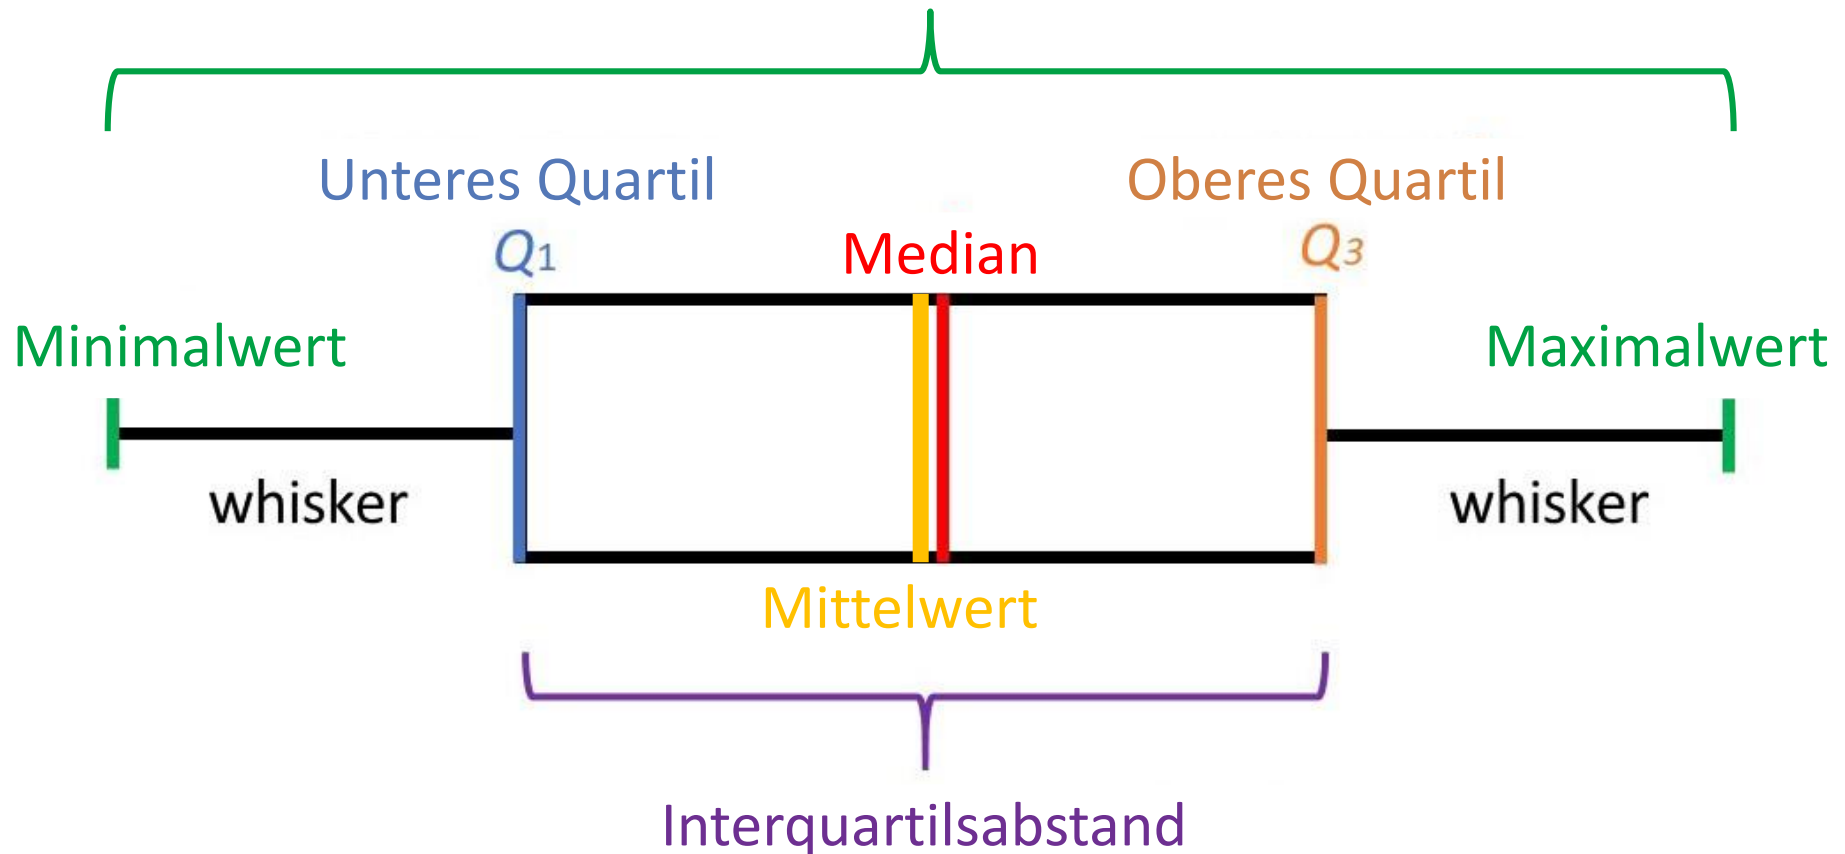 Unteres Quartil
Oberes Quartil
Q1
Median
Q3
Minimalwert
Maximalwert
whisker
whisker
Mittelwert
Interquartilsabstand